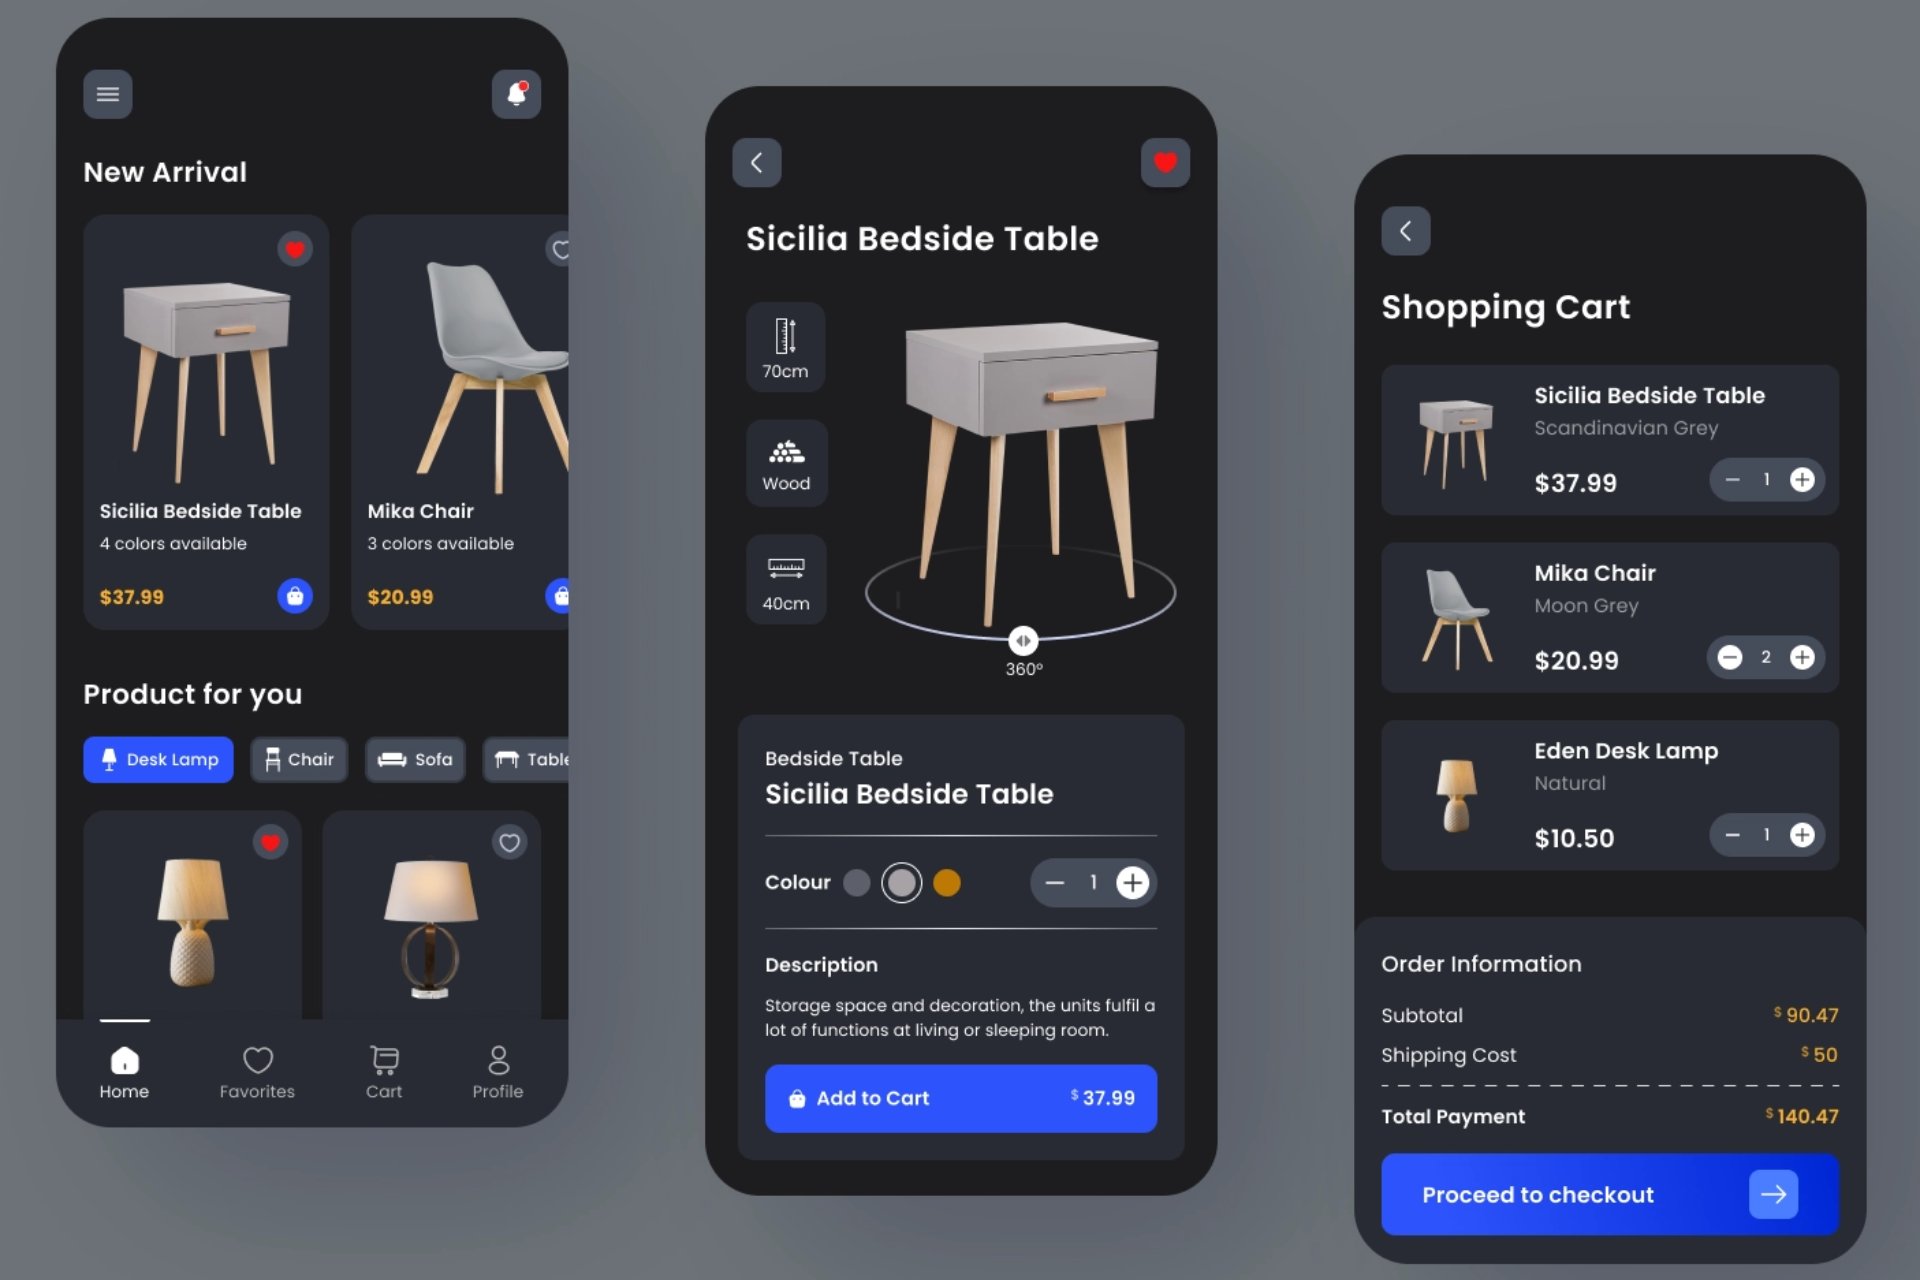 New Arrival
Sicilia Bedside Table
4 colors available
$37.99
Mika Chair
3 colors available
$20.99
Product for you
Desk Lamp
Chair
Sofa
Table
Home
Favorites
Cart
Profile
Sicilia Bedside Table
70cm
Wood
40cm
360°
Bedside Table
Sicilia Bedside Table
Colour
1
Description
Storage space and decoration, the units fulfil a
lot of functions at living or sleeping room.
Add to Cart $ 37.99
Shopping Cart
Sicilia Bedside Table
Scandinavian Grey
$37.99 1
Mika Chair
Moon Grey
$20.99 2
Eden Desk Lamp
Natural
$10.50 1
Order Information
Subtotal $ 90.47
Shipping Cost $ 50
Total Payment $ 140.47
Proceed to checkout